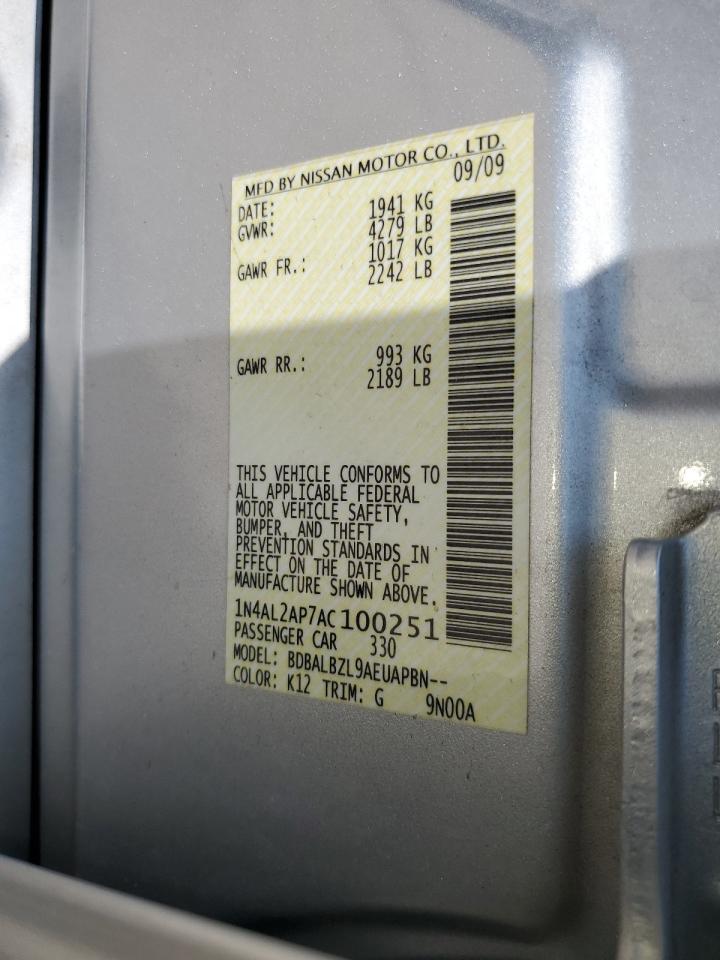 MFD BY NISSAN MOTOR CO., LTD.
DATE: 09/09
GVWR: 1941 KG
4279 LB
GAWR FR.: 1017 KG
2242 LB
GAWR RR.: 993 KG
2189 LB
THIS VEHICLE CONFORMS TO
ALL APPLICABLE FEDERAL
MOTOR VEHICLE SAFETY,
BUMPER, AND THEFT
PREVENTION STANDARDS IN
EFFECT ON THE DATE OF
MANUFACTURE SHOWN ABOVE.
1N4AL2AP7AC100251
PASSENGER CAR 330
MODEL: BDBALBZL9AEUAPBN--
COLOR: K12 TRIM: G 9N00A